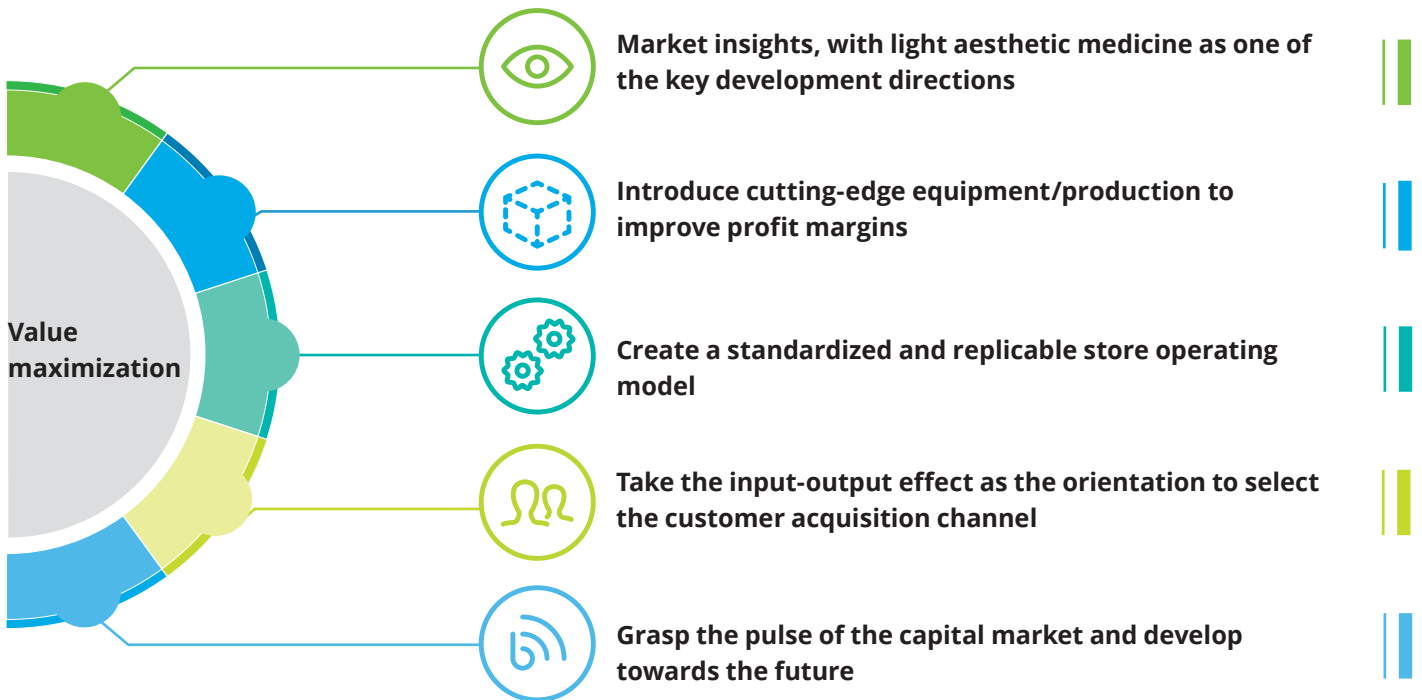 Market insights, with light aesthetic medicine as one of
the key development directions
Introduce cutting-edge equipment/production to
improve profit margins
Value
maximization
Create a standardized and replicable store operating
model
Take the input-output effect as the orientation to select
the customer acquisition channel
Grasp the pulse of the capital market and develop
towards the future